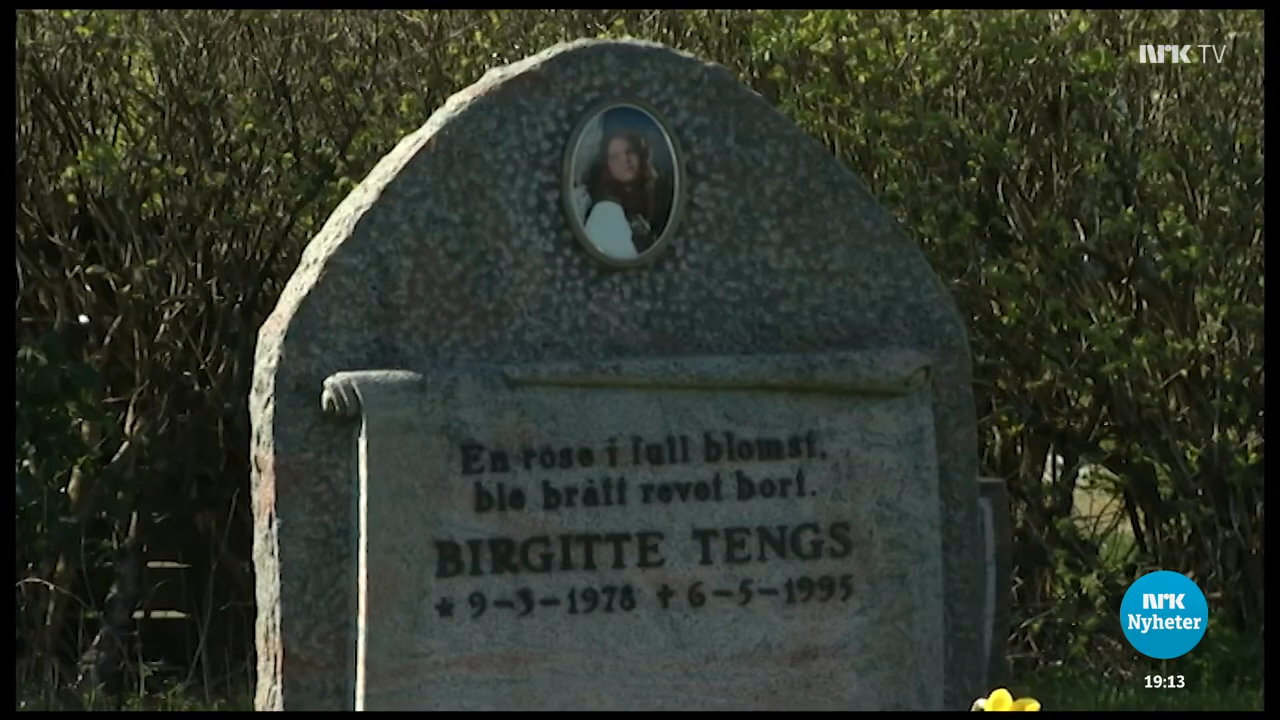 NRK TV
En rose i full blomst,
ble brått revet bort.
BIRGITTE TENGS
* 9-3-1978 ✝ 6-5-1995
NRK
Nyheter
19:13